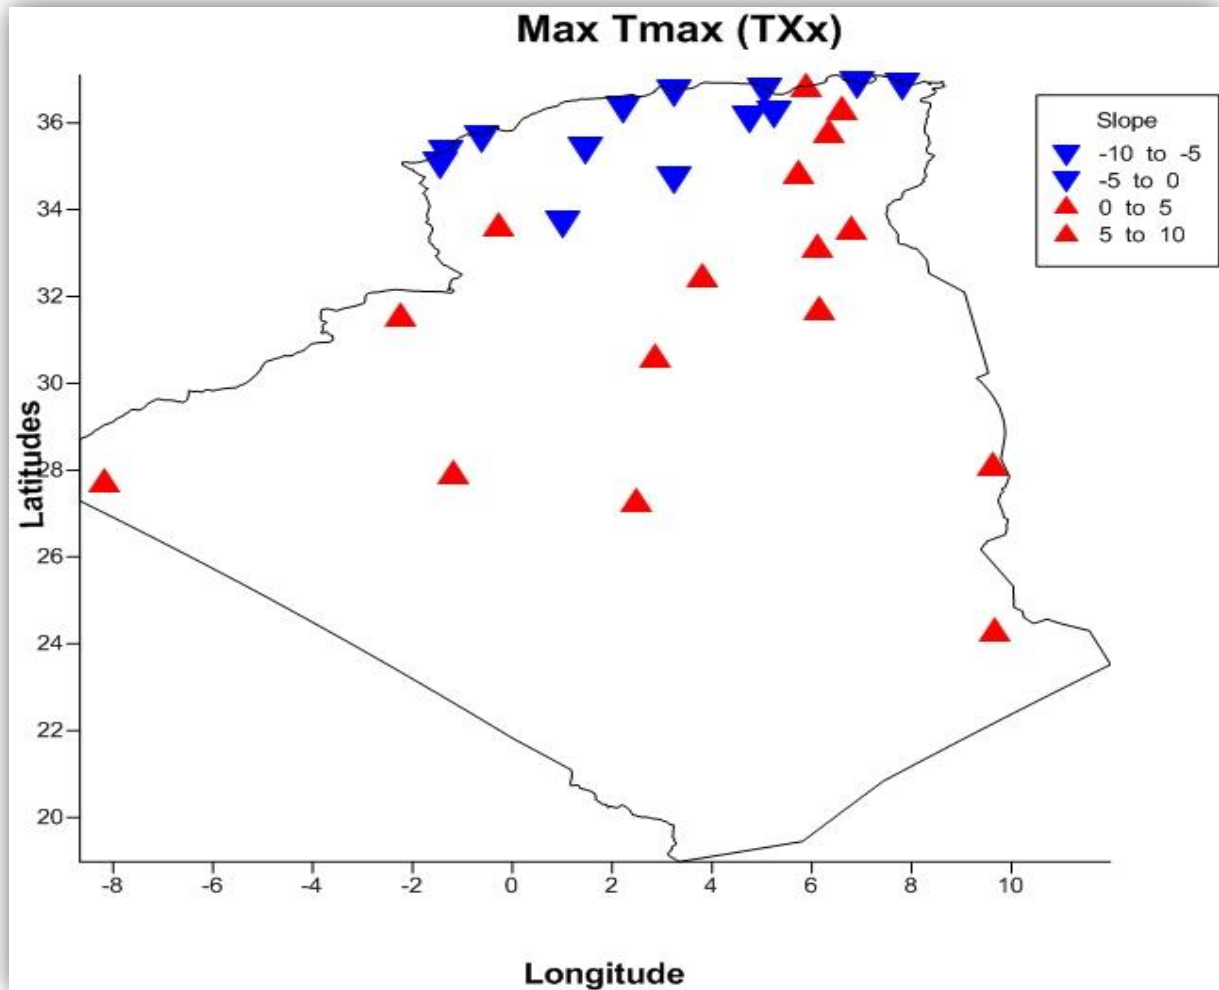 Max Tmax (TXx)
36
34
32
30
28
26
24
22
20
Latitudes
-8 -6 -4 -2 0 2 4 6 8 10
Longitude
Slope
-10 to -5
-5 to 0
0 to 5
5 to 10